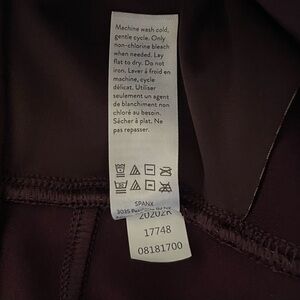 Machine wash cold,
gentle cycle. Only
non-chlorine bleach
when needed. Lay
flat to dry. Do not
iron. Laver à froid en
machine, cycle
délicat. Utiliser
seulement un agent
de blanchiment non
chloré au besoin.
Sécher à plat. Ne
pas repasser.
SPANX
3035
20202R
17748
08181700